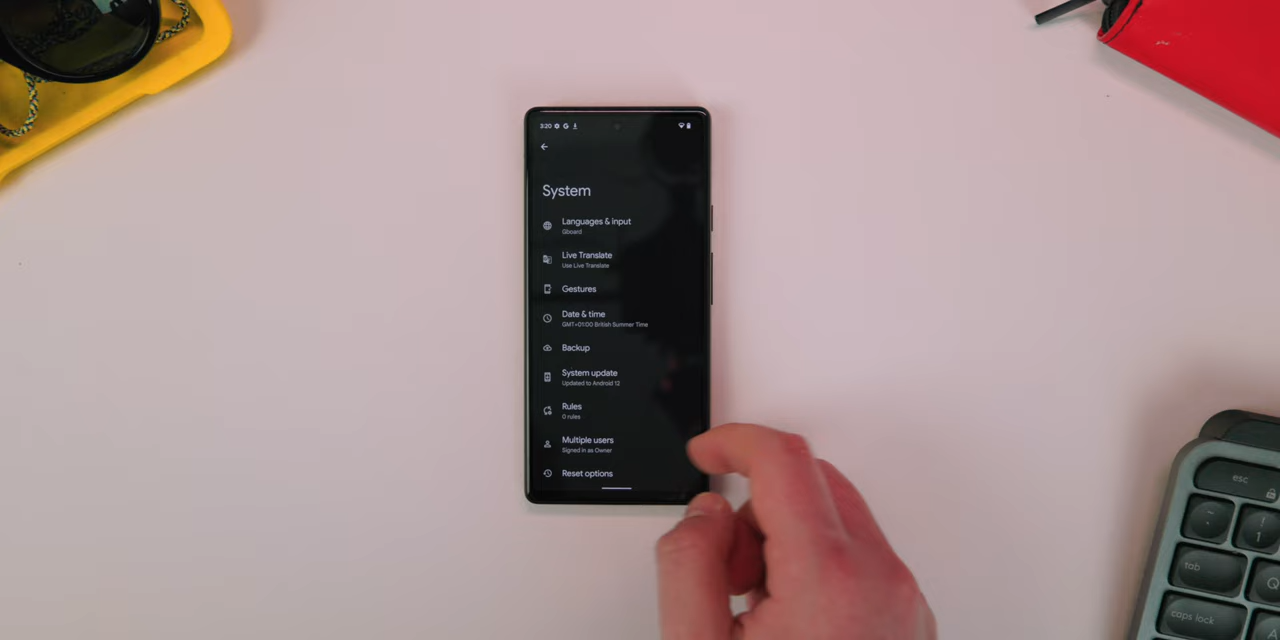 3:20
System
Languages & input
Gboard
Live Translate
Use Live Translate
Gestures
Date & time
GMT+01:00 British Summer Time
Backup
System update
Updated to Android 12
Rules
0 rules
Multiple users
Signed in as Owner
Reset options
esc
~
`
!
1
tab
Q
caps lock
A